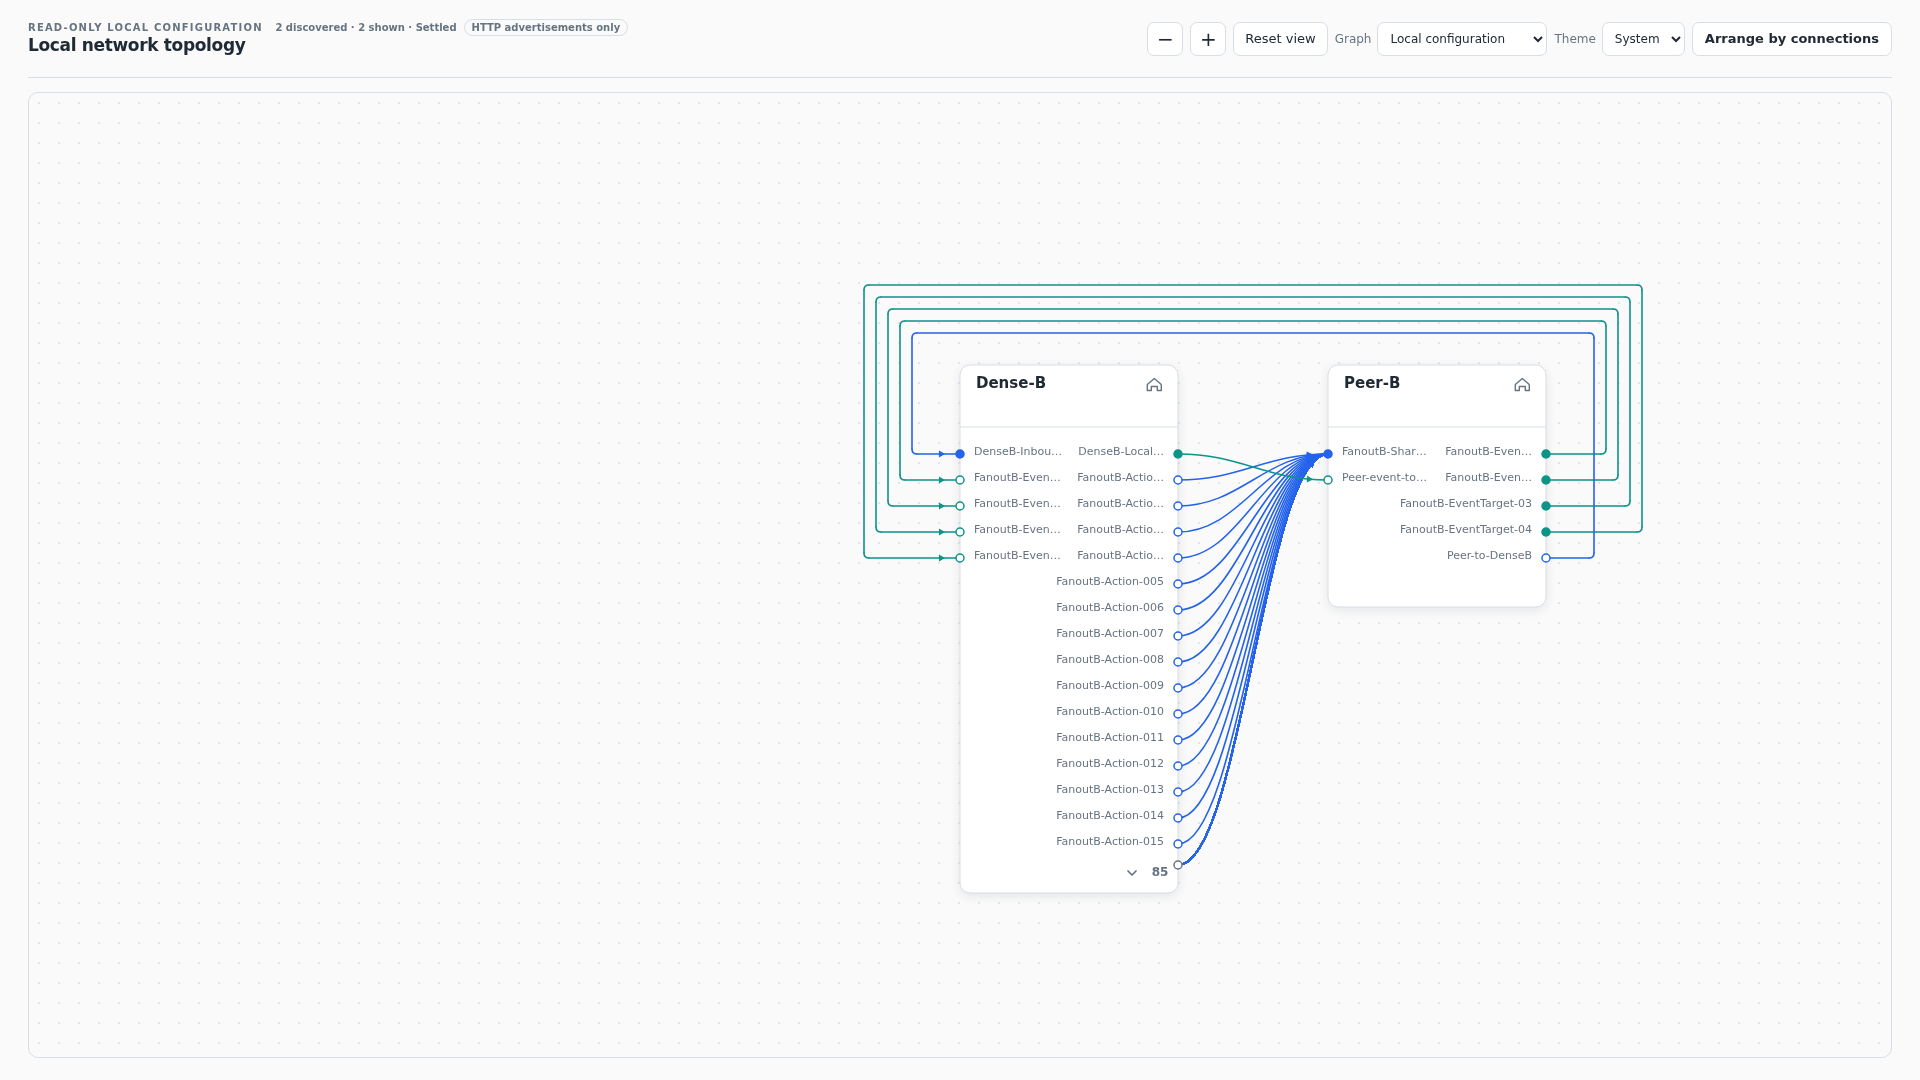 READ-ONLY LOCAL CONFIGURATION 2 discovered · 2 shown · Settled HTTP advertisements only
Local network topology
− + Reset view Graph Local configuration Theme System Arrange by connections
Dense-B
DenseB-Inbou… DenseB-Local…
FanoutB-Even… FanoutB-Actio…
FanoutB-Even… FanoutB-Actio…
FanoutB-Even… FanoutB-Actio…
FanoutB-Even… FanoutB-Actio…
FanoutB-Action-005
FanoutB-Action-006
FanoutB-Action-007
FanoutB-Action-008
FanoutB-Action-009
FanoutB-Action-010
FanoutB-Action-011
FanoutB-Action-012
FanoutB-Action-013
FanoutB-Action-014
FanoutB-Action-015
85
Peer-B
FanoutB-Shar… FanoutB-Even…
Peer-event-to… FanoutB-Even…
FanoutB-EventTarget-03
FanoutB-EventTarget-04
Peer-to-DenseB